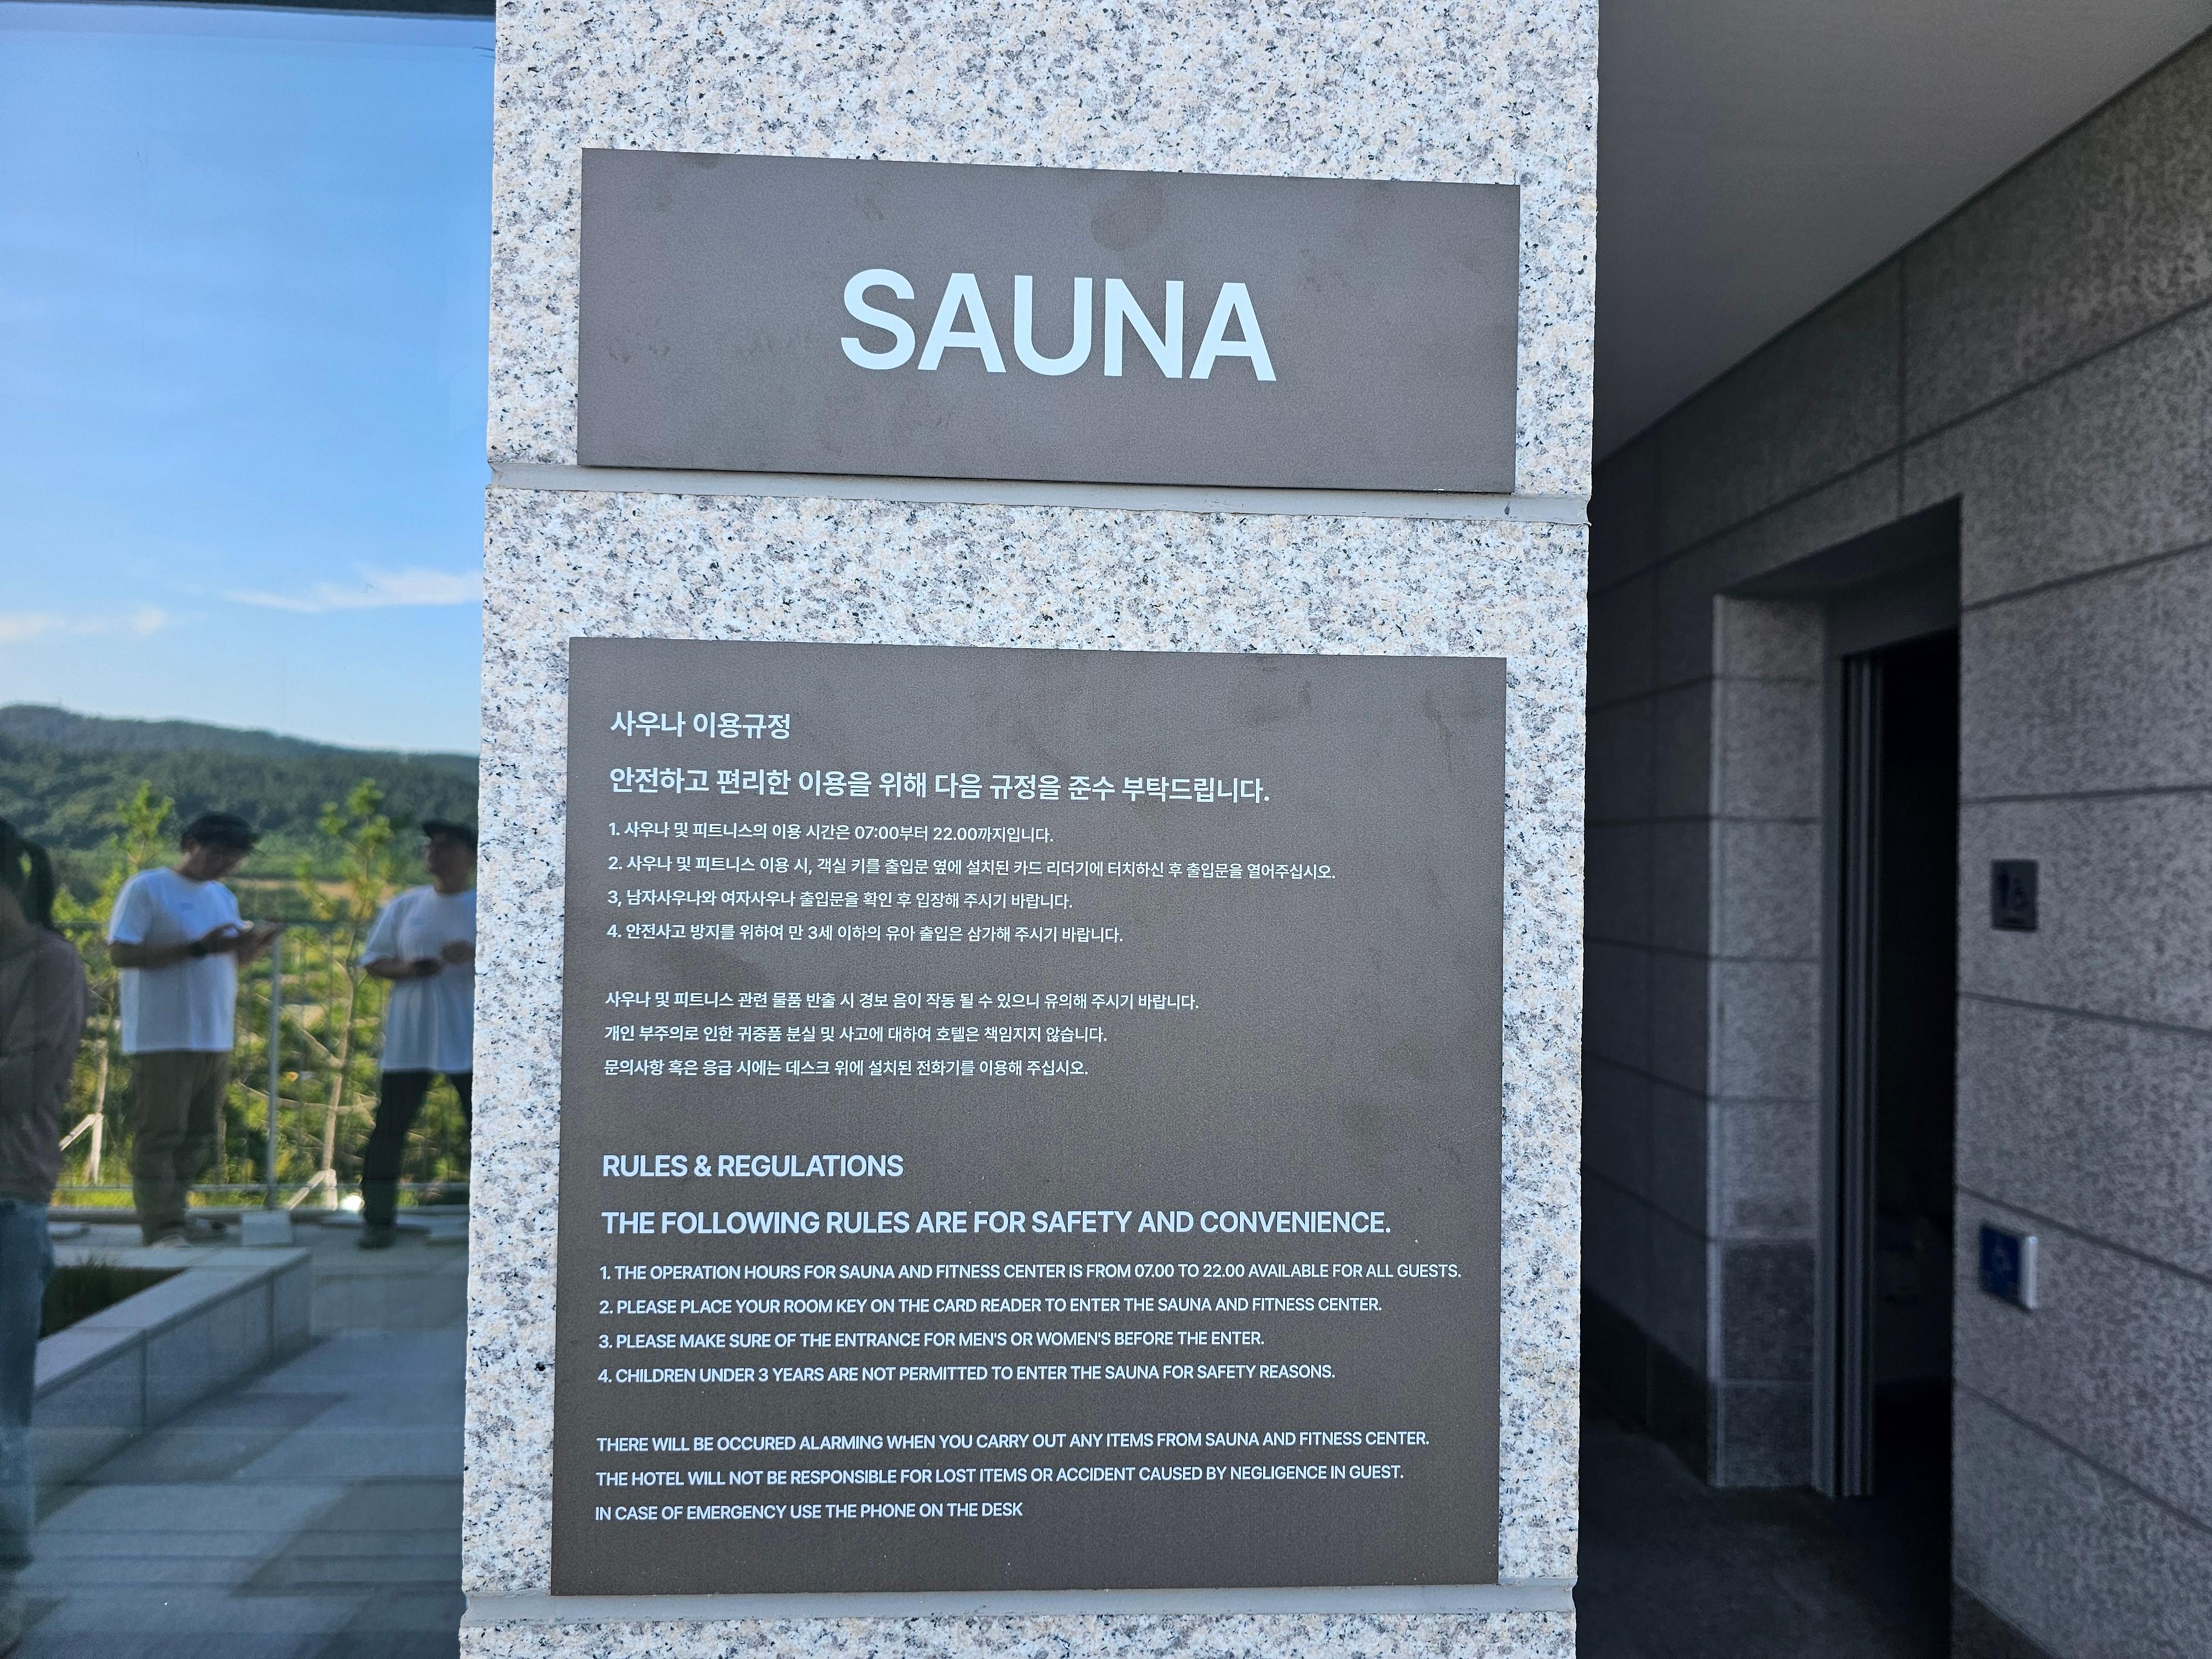 SAUNA
사우나 이용규정
안전하고 편리한 이용을 위해 다음 규정을 준수 부탁드립니다.
1. 사우나 및 피트니스의 이용 시간은 07:00부터 22.00까지입니다.
2. 사우나 및 피트니스 이용 시, 객실 키를 출입문 옆에 설치된 카드 리더기에 터치하신 후 출입문을 열어주십시오.
3, 남자사우나와 여자사우나 출입문을 확인 후 입장해 주시기 바랍니다.
4. 안전사고 방지를 위하여 만 3세 이하의 유아 출입은 삼가해 주시기 바랍니다.
사우나 및 피트니스 관련 물품 반출 시 경보 음이 작동 될 수 있으니 유의해 주시기 바랍니다.
개인 부주의로 인한 귀중품 분실 및 사고에 대하여 호텔은 책임지지 않습니다.
문의사항 혹은 응급 시에는 데스크 위에 설치된 전화기를 이용해 주십시오.
RULES & REGULATIONS
THE FOLLOWING RULES ARE FOR SAFETY AND CONVENIENCE.
1. THE OPERATION HOURS FOR SAUNA AND FITNESS CENTER IS FROM 07.00 TO 22.00 AVAILABLE FOR ALL GUESTS.
2. PLEASE PLACE YOUR ROOM KEY ON THE CARD READER TO ENTER THE SAUNA AND FITNESS CENTER.
3. PLEASE MAKE SURE OF THE ENTRANCE FOR MEN'S OR WOMEN'S BEFORE THE ENTER.
4. CHILDREN UNDER 3 YEARS ARE NOT PERMITTED TO ENTER THE SAUNA FOR SAFETY REASONS.
THERE WILL BE OCCURED ALARMING WHEN YOU CARRY OUT ANY ITEMS FROM SAUNA AND FITNESS CENTER.
THE HOTEL WILL NOT BE RESPONSIBLE FOR LOST ITEMS OR ACCIDENT CAUSED BY NEGLIGENCE IN GUEST.
IN CASE OF EMERGENCY USE THE PHONE ON THE DESK